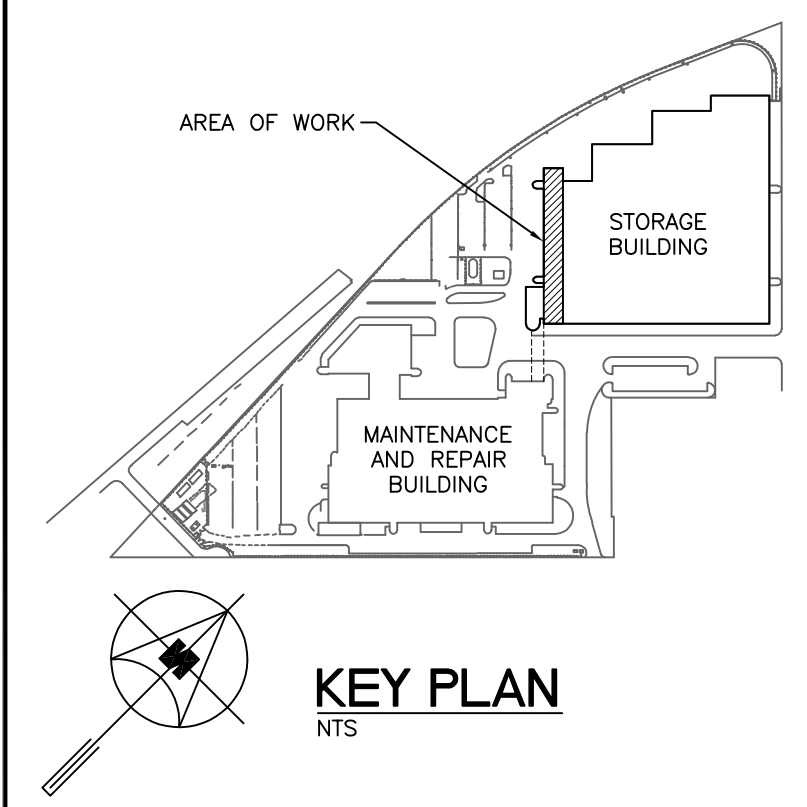 AREA OF WORK
STORAGE
BUILDING
MAINTENANCE
AND REPAIR
BUILDING
KEY PLAN
NTS